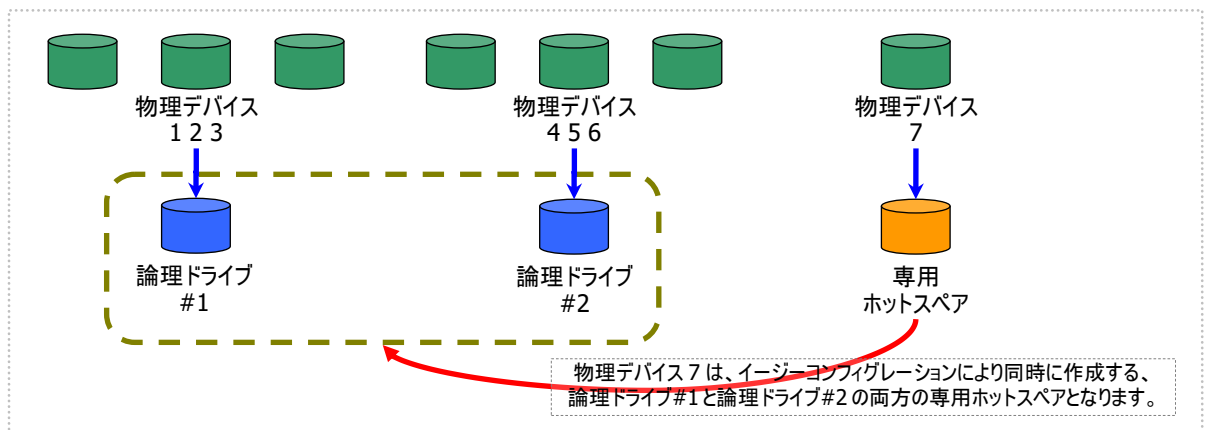 物理デバイス
1 2 3
物理デバイス
4 5 6
物理デバイス
7
論理ドライブ
#1
論理ドライブ
#2
専用
ホットスペア
物理デバイス 7 は、イージーコンフィグレーションにより同時に作成する、
論理ドライブ#1と論理ドライブ#2 の両方の専用ホットスペアとなります。